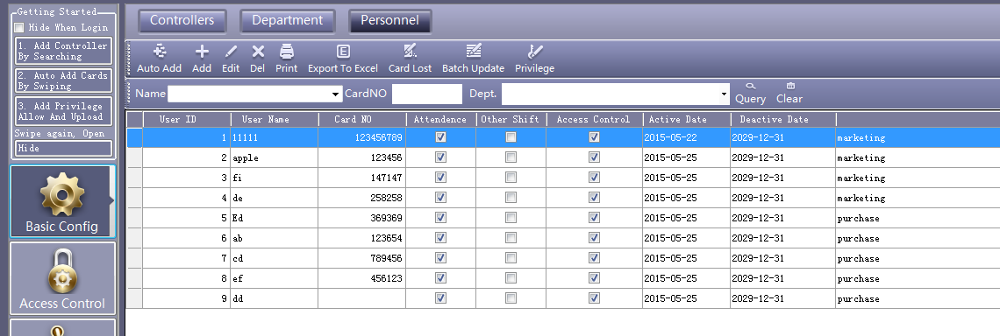 Getting Started
Hide When Login
1. Add Controller
By Searching
2. Auto Add Cards
By Swiping
3. Add Privilege
Allow And Upload
Swipe again, Open
Hide
Basic Config
Access Control
Controllers Department Personnel
Auto Add Add Edit Del Print Export To Excel Card Lost Batch Update Privilege
Name CardNO Dept. Query Clear
User ID User Name Card NO Attendence Other Shift Access Control Active Date Deactive Date
1 11111 123456789 2015-05-22 2029-12-31 marketing
2 apple 123456 2015-05-25 2029-12-31 marketing
3 fi 147147 2015-05-25 2029-12-31 marketing
4 de 258258 2015-05-25 2029-12-31 marketing
5 Ed 369369 2015-05-25 2029-12-31 purchase
6 ab 123654 2015-05-25 2029-12-31 purchase
7 cd 789456 2015-05-25 2029-12-31 purchase
8 ef 456123 2015-05-25 2029-12-31 purchase
9 dd 2015-05-25 2029-12-31 purchase